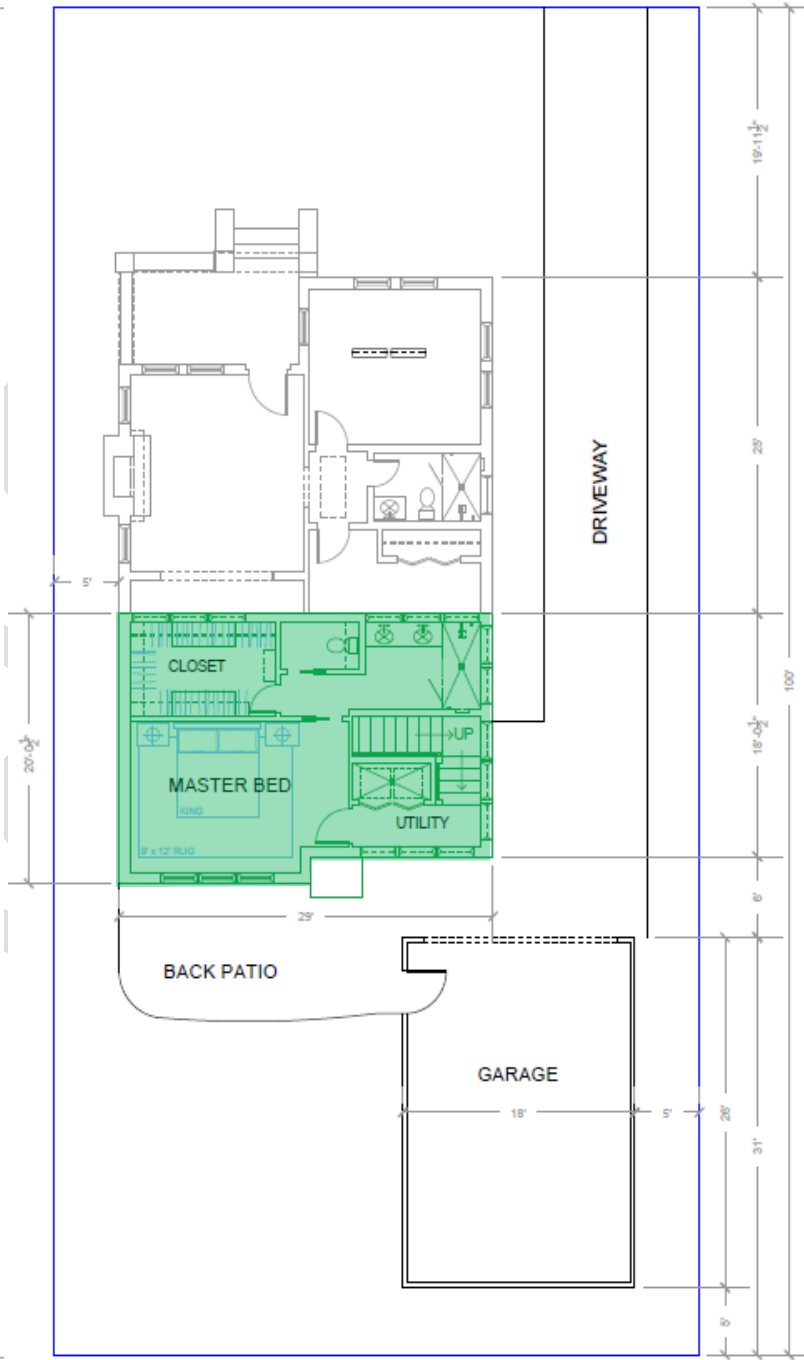 19'-11½"
DRIVEWAY
25'
5'
100'
CLOSET
UP
18'-0½"
20'-0½"
MASTER BED
KING
UTILITY
9' x 12' RUG
6'
29'
BACK PATIO
GARAGE
18'
5'
26'
31'
5'